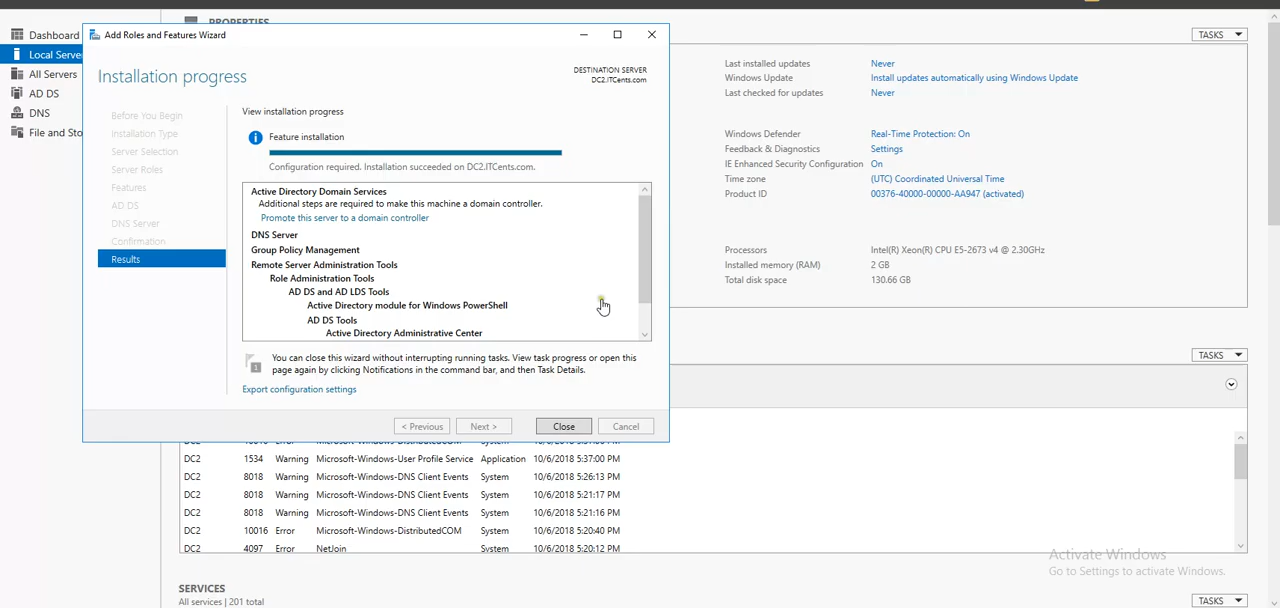 PROPERTIES
TASKS
Dashboard
Local Serve
All Servers
AD DS
DNS
File and Sto
Add Roles and Features Wizard
Installation progress
DESTINATION SERVER
DC2.ITCents.com
Before You Begin
Installation Type
Server Selection
Server Roles
Features
AD DS
DNS Server
Confirmation
Results
View installation progress
Feature installation
Configuration required. Installation succeeded on DC2.ITCents.com.
Active Directory Domain Services
Additional steps are required to make this machine a domain controller.
Promote this server to a domain controller
DNS Server
Group Policy Management
Remote Server Administration Tools
Role Administration Tools
AD DS and AD LDS Tools
Active Directory module for Windows PowerShell
AD DS Tools
Active Directory Administrative Center
1
You can close this wizard without interrupting running tasks. View task progress or open this
page again by clicking Notifications in the command bar, and then Task Details.
Export configuration settings
< Previous Next > Close Cancel
Last installed updates Never
Windows Update Install updates automatically using Windows Update
Last checked for updates Never
Windows Defender Real-Time Protection: On
Feedback & Diagnostics Settings
IE Enhanced Security Configuration On
Time zone (UTC) Coordinated Universal Time
Product ID 00376-40000-00000-AA947 (activated)
Processors Intel(R) Xeon(R) CPU E5-2673 v4 @ 2.30GHz
Installed memory (RAM) 2 GB
Total disk space 130.66 GB
TASKS
DC2 1534 Warning Microsoft-Windows-User Profile Service Application 10/6/2018 5:37:00 PM
DC2 8018 Warning Microsoft-Windows-DNS Client Events System 10/6/2018 5:26:13 PM
DC2 8018 Warning Microsoft-Windows-DNS Client Events System 10/6/2018 5:21:17 PM
DC2 8018 Warning Microsoft-Windows-DNS Client Events System 10/6/2018 5:21:16 PM
DC2 10016 Error Microsoft-Windows-DistributedCOM System 10/6/2018 5:20:40 PM
DC2 4097 Error NetJoin System 10/6/2018 5:20:12 PM
Activate Windows
Go to Settings to activate Windows.
SERVICES
All services | 201 total
TASKS